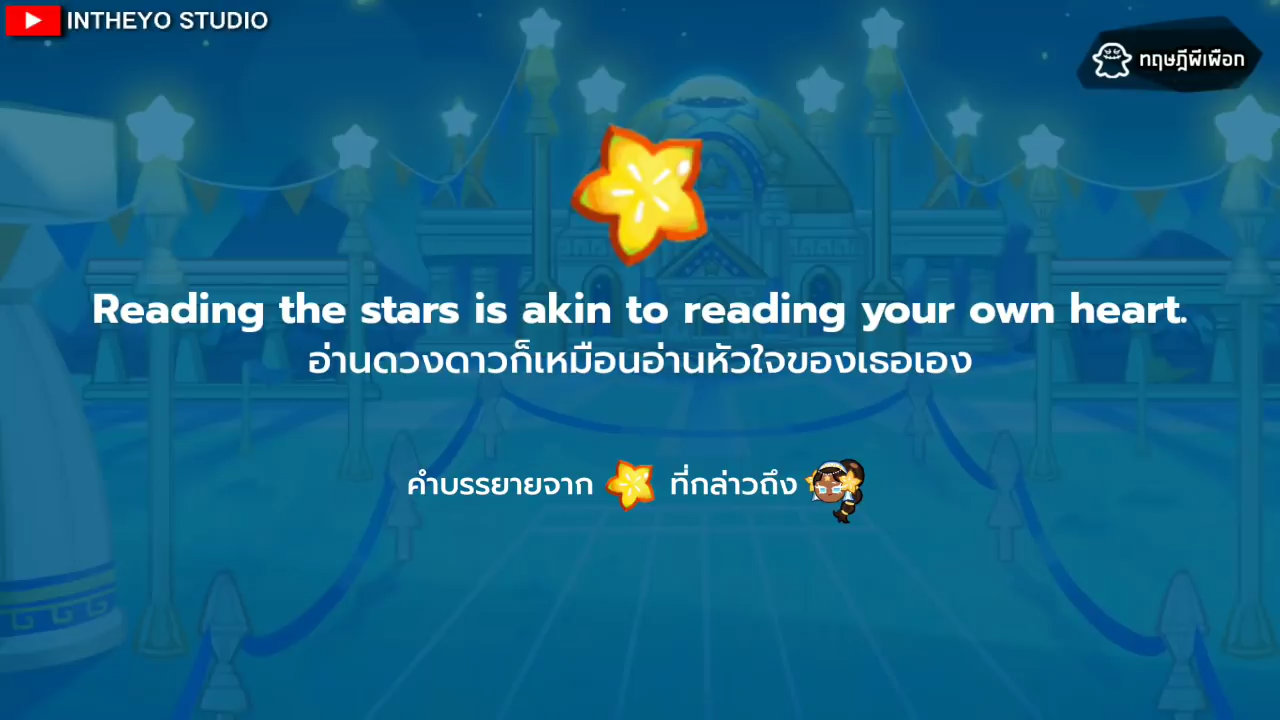 INTHEYO STUDIO
ทฤษฎีผีเผือก
Reading the stars is akin to reading your own heart.
อ่านดวงดาวก็เหมือนอ่านหัวใจของเธอเอง
คำบรรยายจาก ที่กล่าวถึง